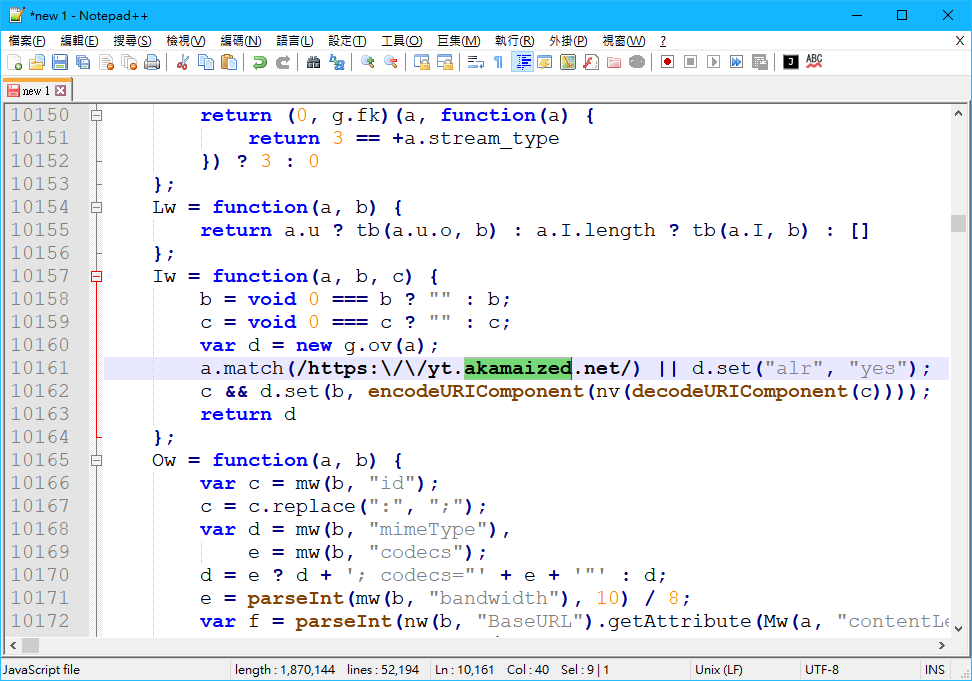 *new 1 - Notepad++
檔案(F) 編輯(E) 搜尋(S) 檢視(V) 編碼(N) 語言(L) 設定(T) 工具(O) 巨集(M) 執行(R) 外掛(P) 視窗(W) ? X
new 1
10150 return (0, g.fk)(a, function(a) {
10151 return 3 == +a.stream_type
10152 }) ? 3 : 0
10153 };
10154 Lw = function(a, b) {
10155 return a.u ? tb(a.u.o, b) : a.I.length ? tb(a.I, b) : []
10156 };
10157 Iw = function(a, b, c) {
10158 b = void 0 === b ? "" : b;
10159 c = void 0 === c ? "" : c;
10160 var d = new g.ov(a);
10161 a.match(/https:\/\/yt.akamaized.net/) || d.set("alr", "yes");
10162 c && d.set(b, encodeURIComponent(nv(decodeURIComponent(c))));
10163 return d
10164 };
10165 Ow = function(a, b) {
10166 var c = mw(b, "id");
10167 c = c.replace(":", ";");
10168 var d = mw(b, "mimeType"),
10169 e = mw(b, "codecs");
10170 d = e ? d + '; codecs="' + e + '"' : d;
10171 e = parseInt(mw(b, "bandwidth"), 10) / 8;
10172 var f = parseInt(nw(b, "BaseURL").getAttribute(Mw(a, "contentLe
JavaScript file length : 1,870,144 lines : 52,194 Ln : 10,161 Col : 40 Sel : 9 | 1 Unix (LF) UTF-8 INS